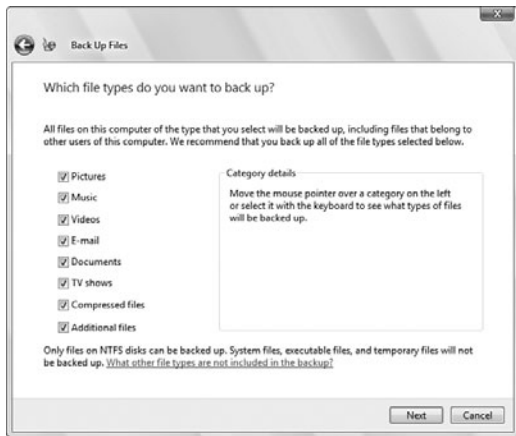 Back Up Files
Which file types do you want to back up?
All files on this computer of the type that you select will be backed up, including files that belong to
other users of this computer. We recommend that you back up all of the file types selected below.
Pictures
Music
Videos
E-mail
Documents
TV shows
Compressed files
Additional files
Category details
Move the mouse pointer over a category on the left
or select it with the keyboard to see what types of files
will be backed up.
Only files on NTFS disks can be backed up. System files, executable files, and temporary files will not
be backed up. What other file types are not included in the backup?
Next
Cancel